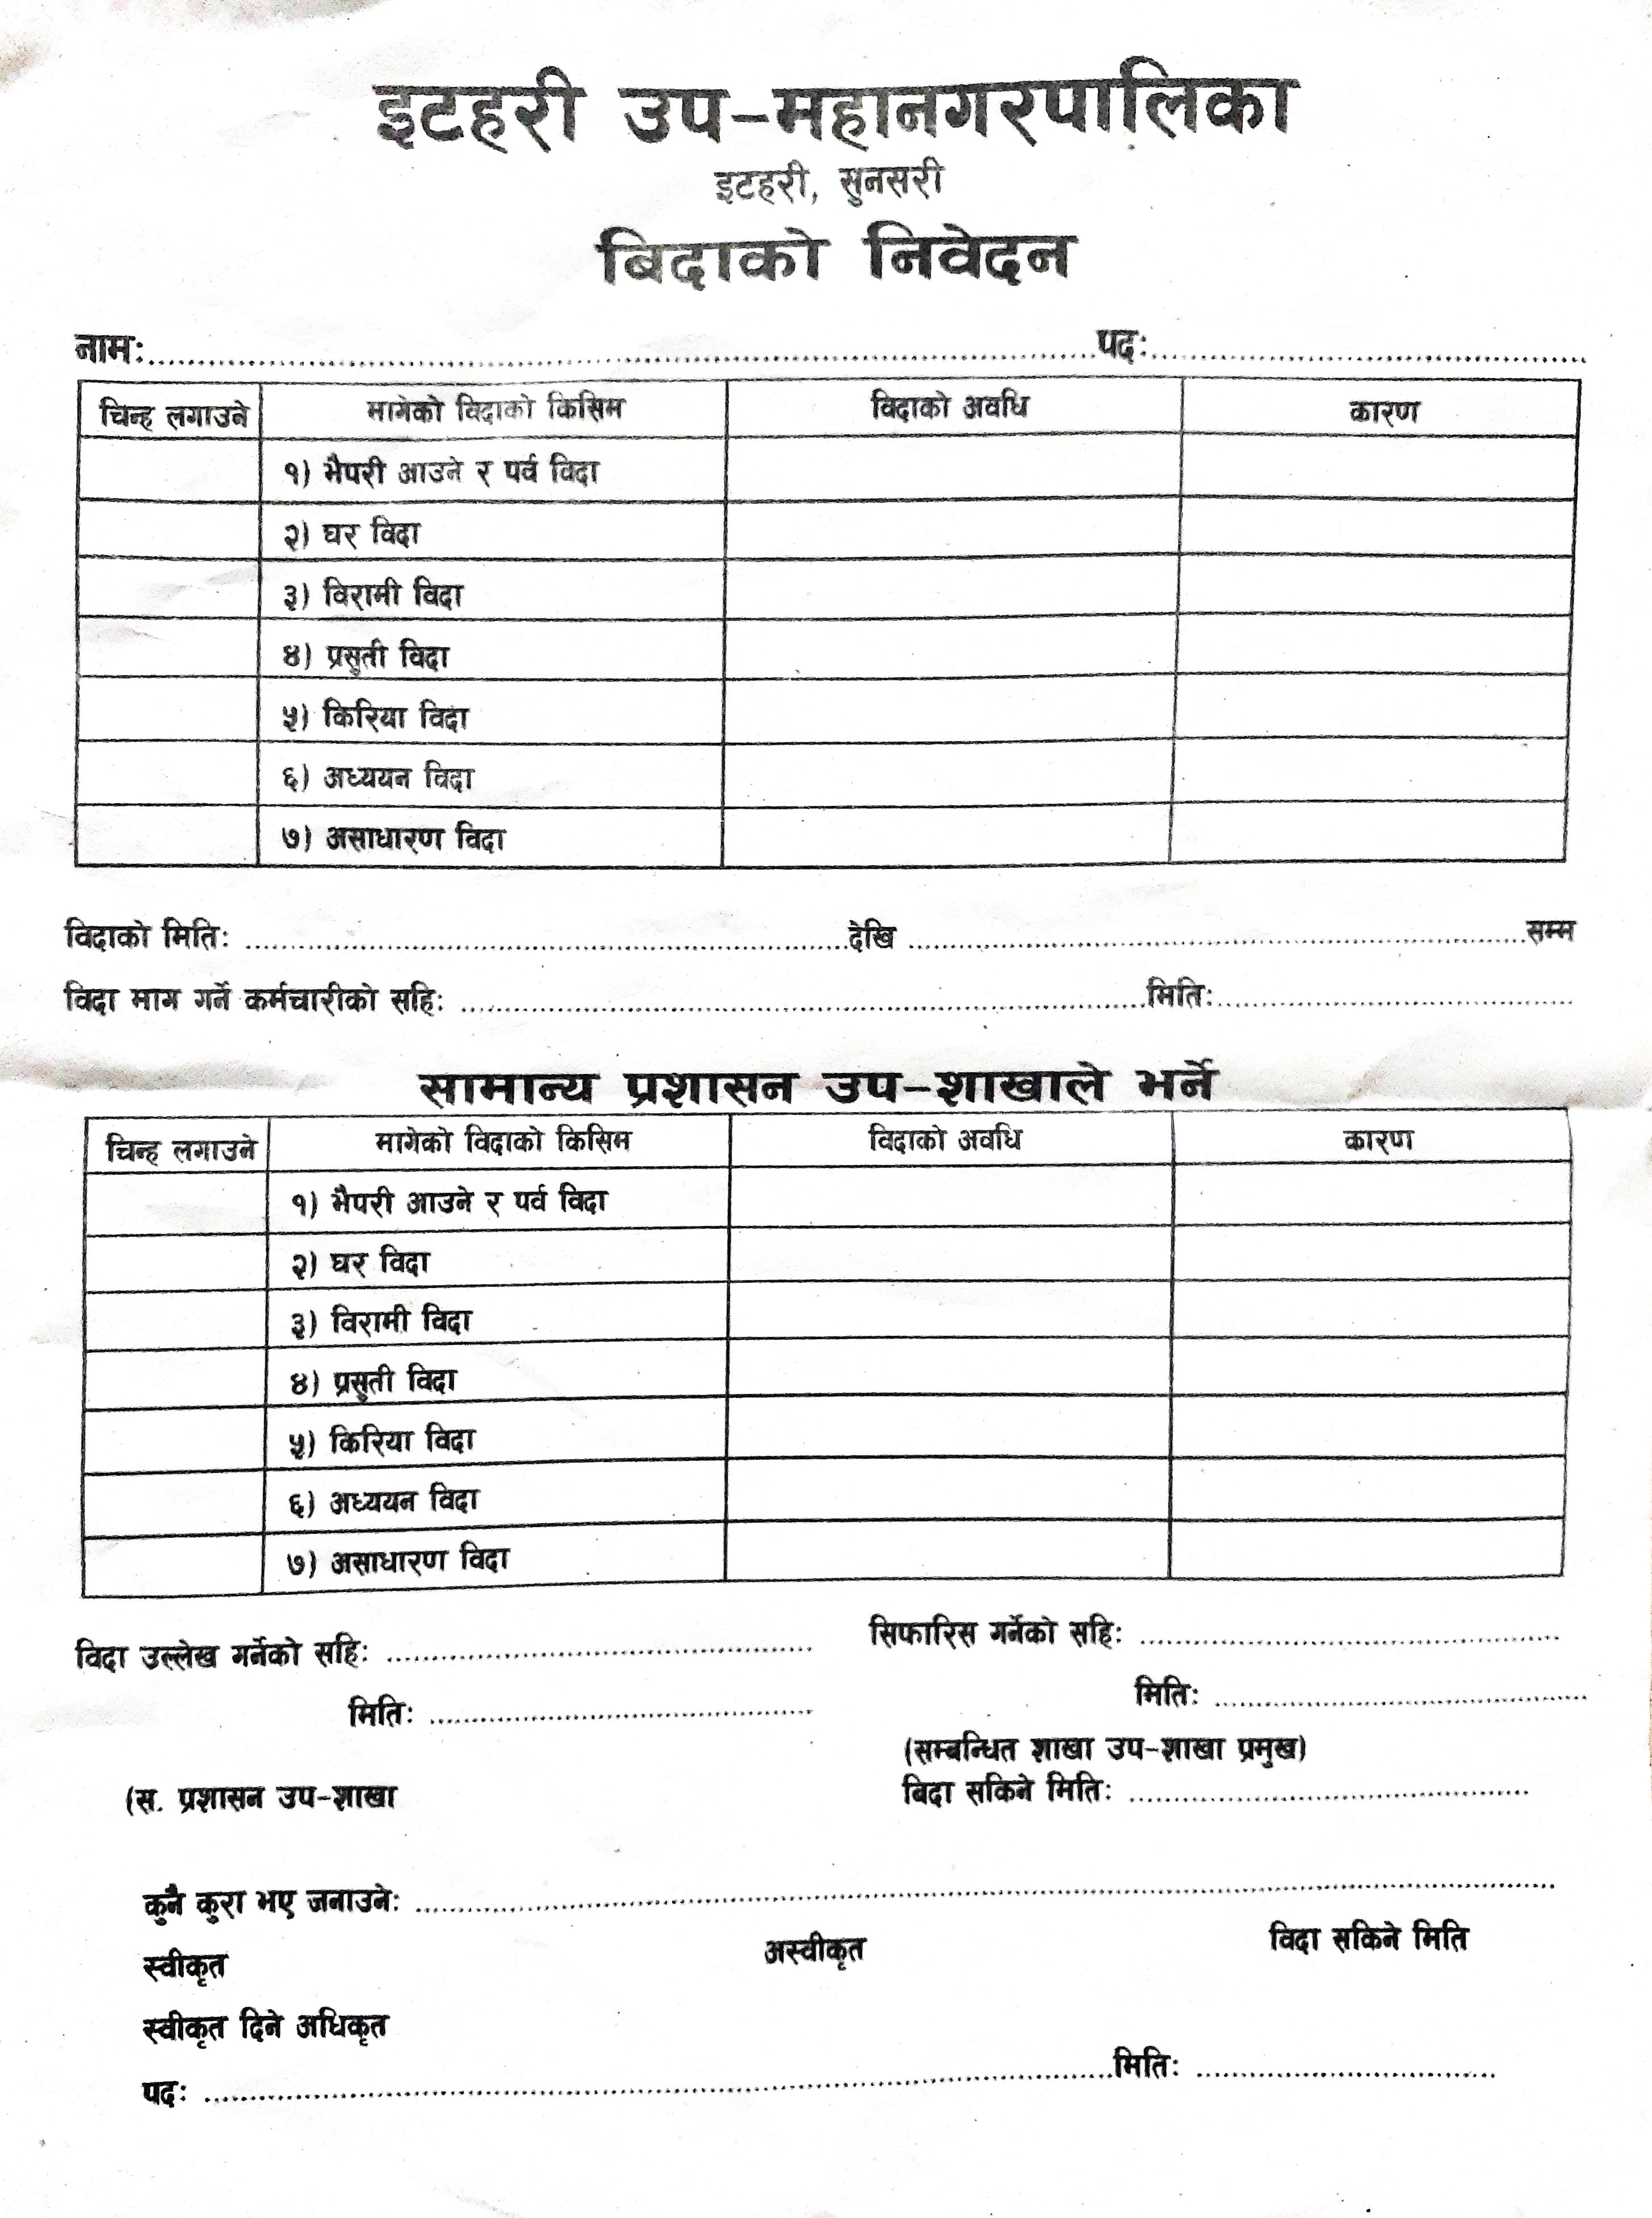 इटहरी उप-महानगरपालिका
इटहरी, सुनसरी
बिदाको निवेदन
नामः.......................................................पदः..............................
चिन्ह लगाउने मागेको विदाको किसिम विदाको अवधि कारण
१) भैपरी आउने र पर्व विदा
२) घर विदा
३) विरामी विदा
४) प्रसुती विदा
५) किरिया विदा
६) अध्ययन विदा
७) असाधारण विदा
विदाको मितिः ........................................देखि ........................................सम्म
विदा माग गर्ने कर्मचारीको सहिः ........................................मितिः..............................
सामान्य प्रशासन उप-शाखाले भर्ने
चिन्ह लगाउने मागेको विदाको किसिम विदाको अवधि कारण
१) भैपरी आउने र पर्व विदा
२) घर विदा
३) विरामी विदा
४) प्रसुती विदा
५) किरिया विदा
६) अध्ययन विदा
७) असाधारण विदा
विदा उल्लेख गर्नेको सहिः .............................. सिफारिस गर्नेको सहिः ..............................
मितिः .............................. मितिः ..............................
(सम्बन्धित शाखा उप-शाखा प्रमुख)
(स. प्रशासन उप-शाखा बिदा सकिने मितिः ..............................
कुनै कुरा भए जनाउनेः ............................................................
स्वीकृत अस्वीकृत विदा सकिने मिति
स्वीकृत दिने अधिकृत
पदः ............................................................मितिः ....................